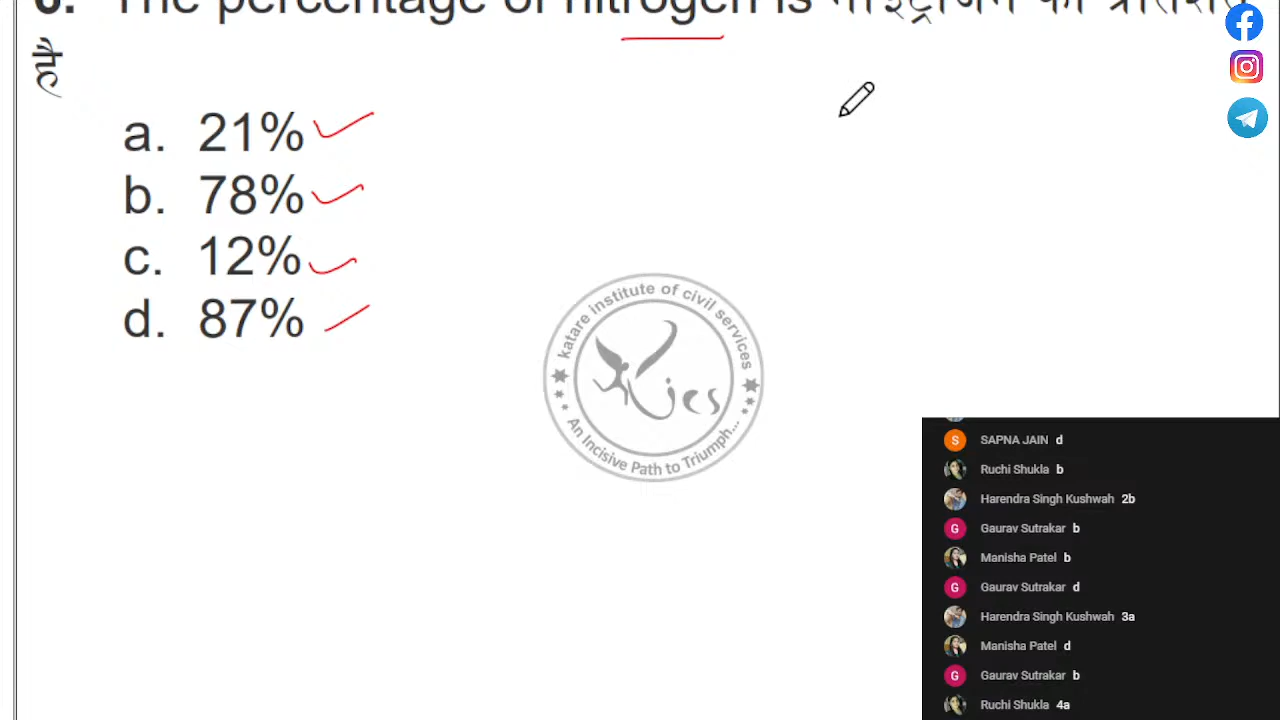 The percentage of nitrogen is नाइट्रोजन का प्रतिशत
है
a. 21%
b. 78%
c. 12%
d. 87%
katare institute of civil services
Kics
An Incisive Path to Triumph...
S SAPNA JAIN d
Ruchi Shukla b
Harendra Singh Kushwah 2b
G Gaurav Sutrakar b
Manisha Patel b
G Gaurav Sutrakar d
Harendra Singh Kushwah 3a
Manisha Patel d
G Gaurav Sutrakar b
Ruchi Shukla 4a